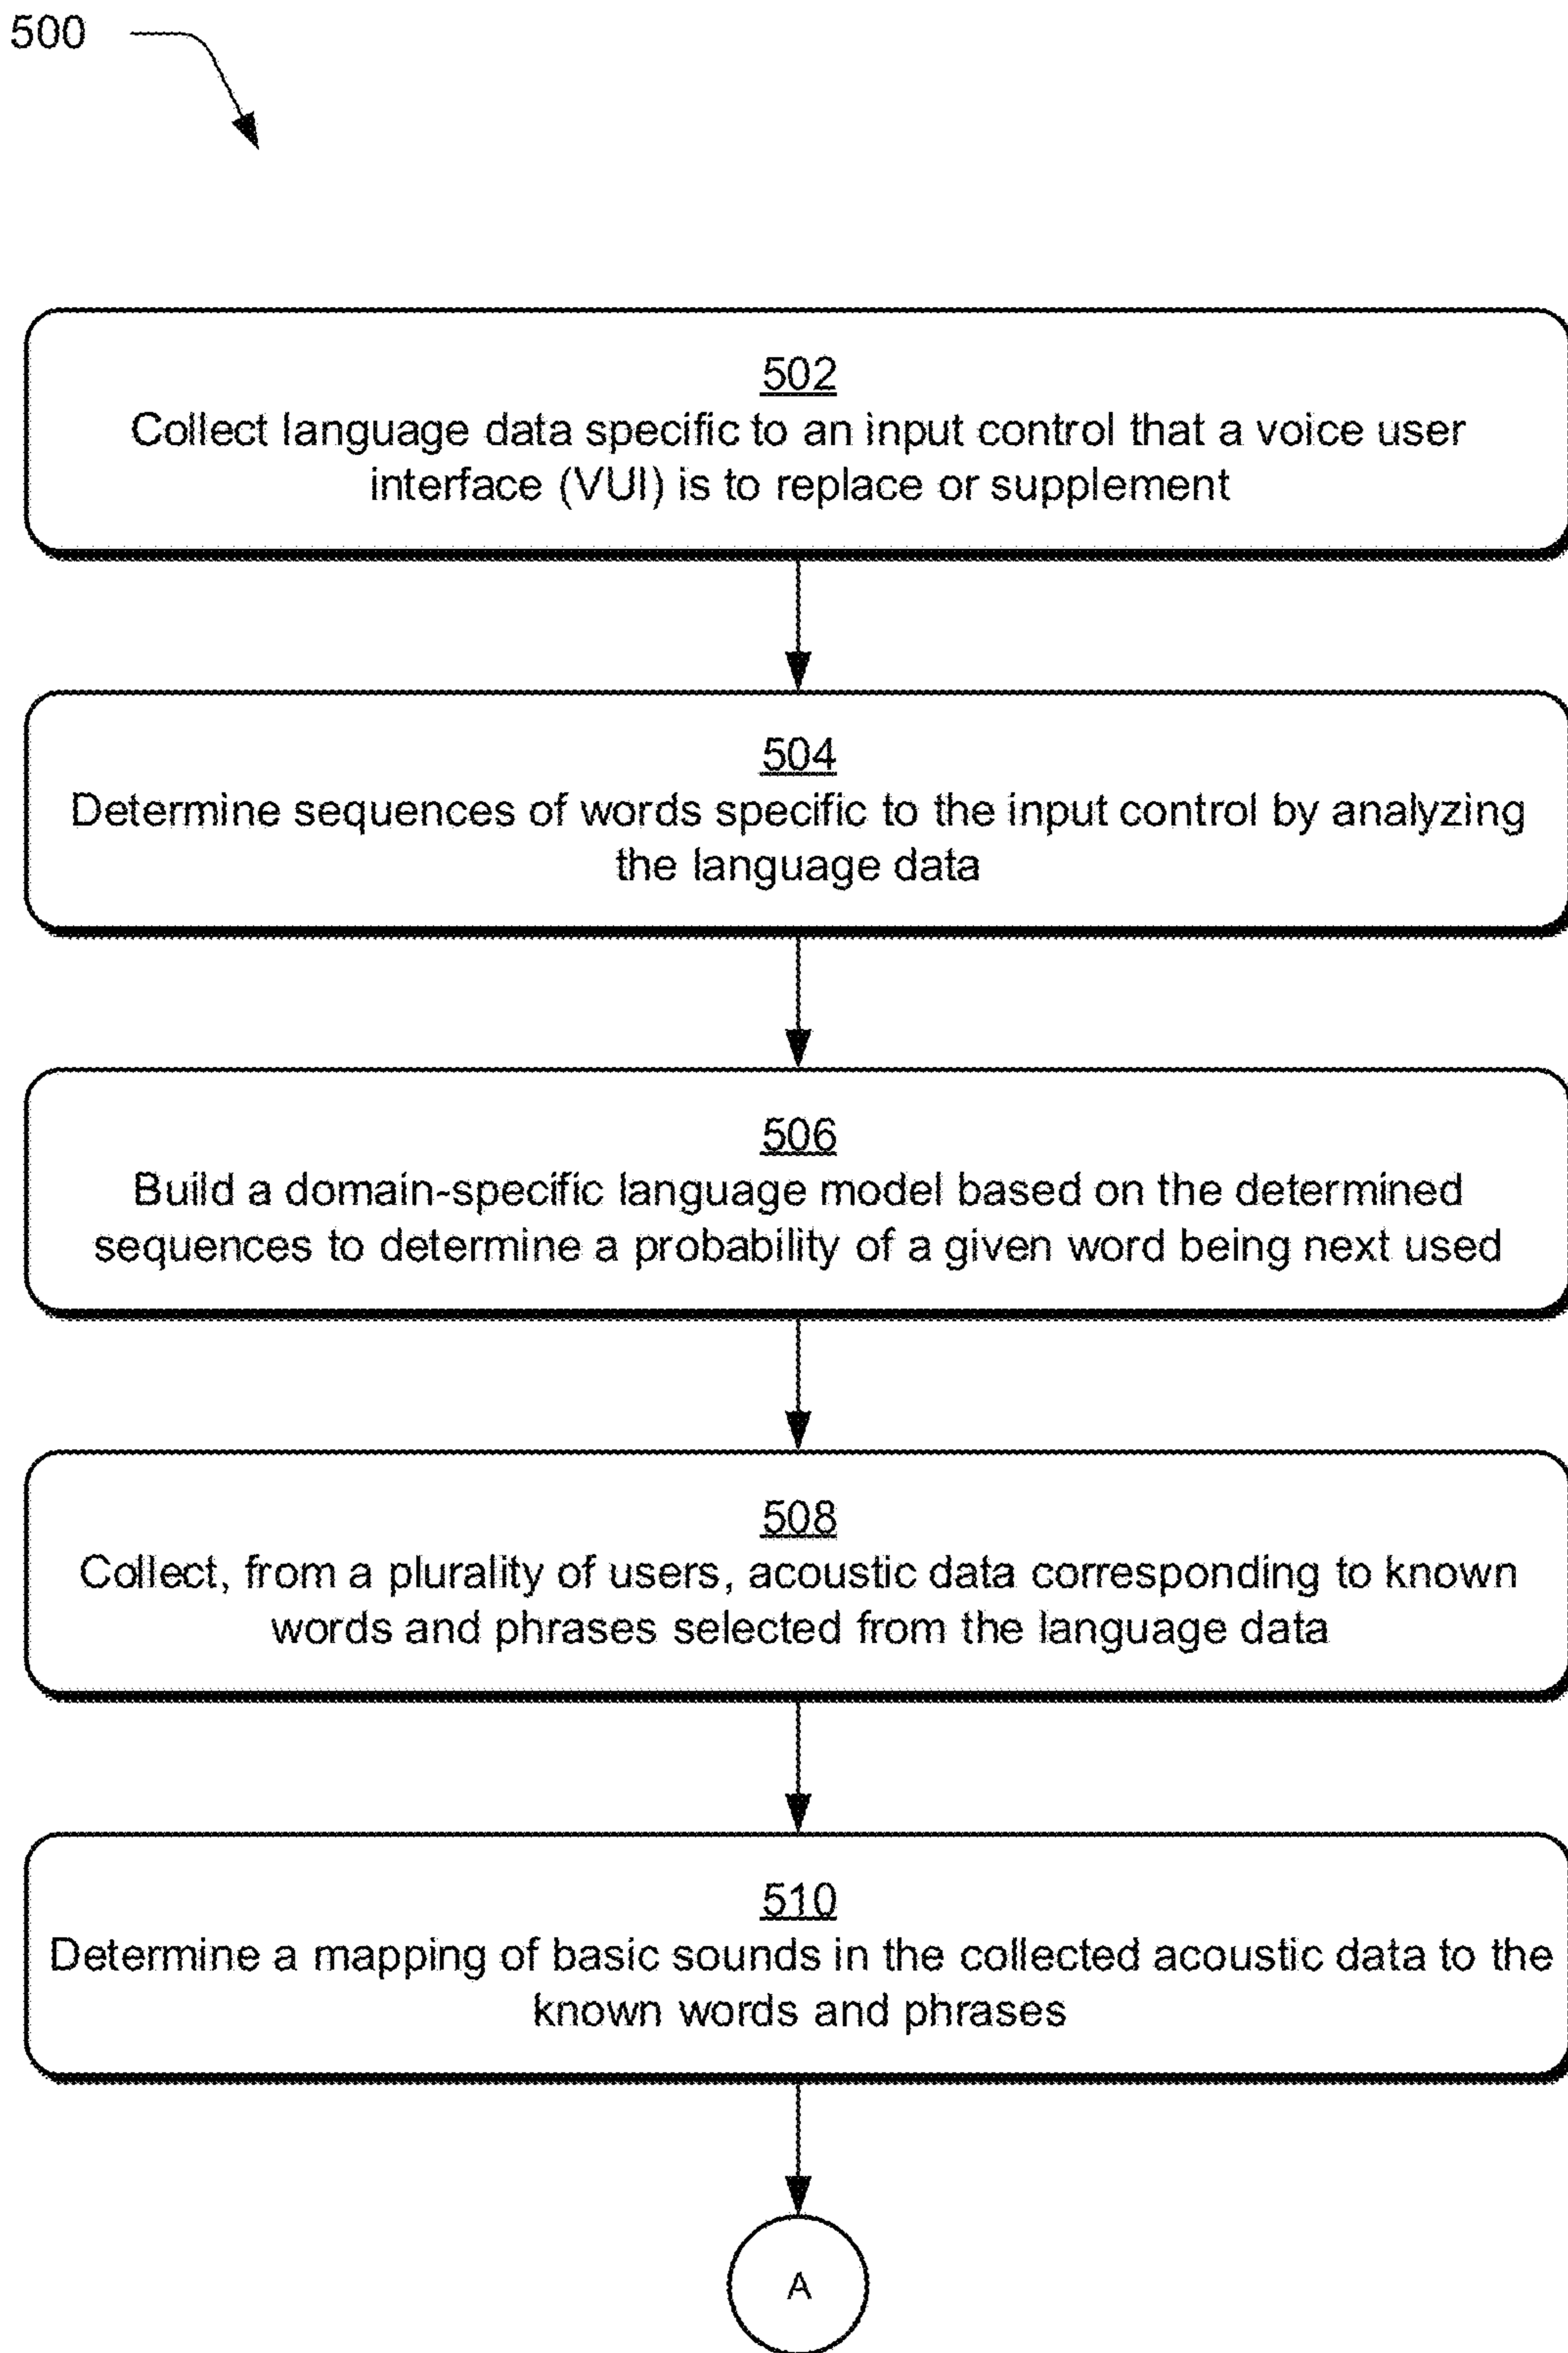 500
502
Collect language data specific to an input control that a voice user
interface (VUI) is to replace or supplement
504
Determine sequences of words specific to the input control by analyzing
the language data
506
Build a domain-specific language model based on the determined
sequences to determine a probability of a given word being next used
508
Collect, from a plurality of users, acoustic data corresponding to known
words and phrases selected from the language data
510
Determine a mapping of basic sounds in the collected acoustic data to the
known words and phrases
A